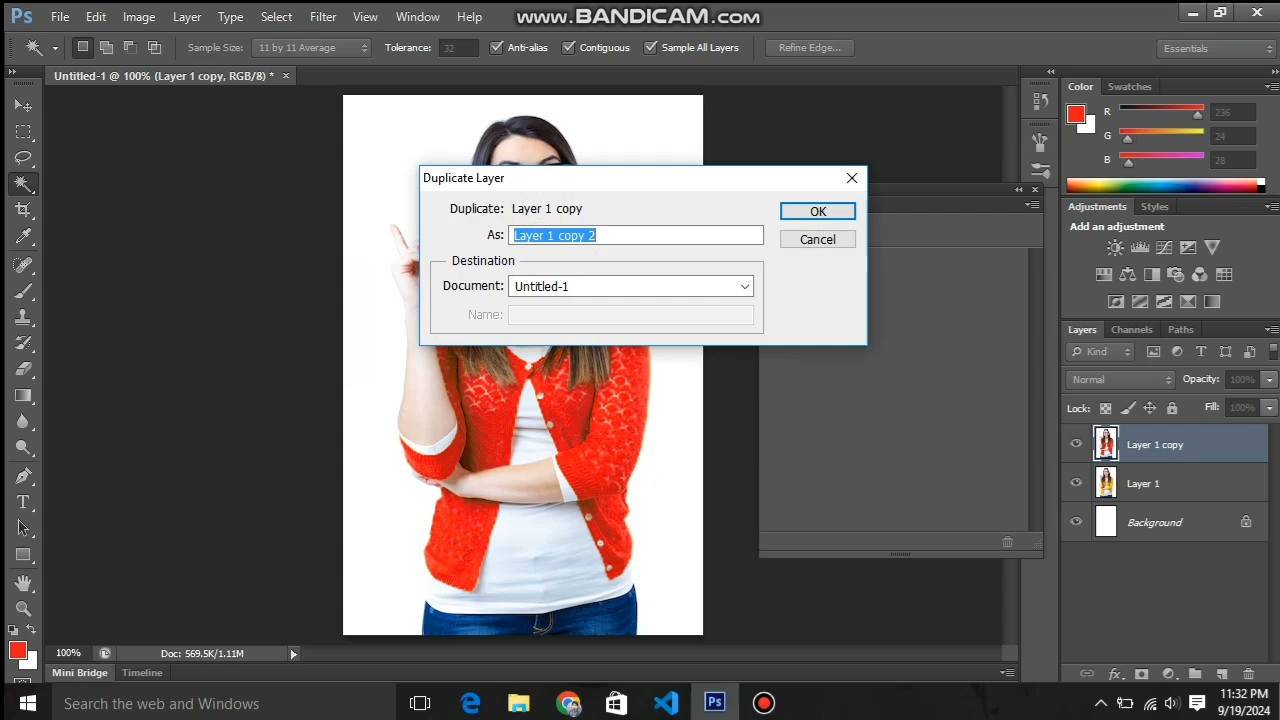 Ps File Edit Image Layer Type Select Filter View Window Help
www.BANDICAM.com
Sample Size: 11 by 11 Average Tolerance: 32 Anti-alias Contiguous Sample All Layers Refine Edge... Essentials
Untitled-1 @ 100% (Layer 1 copy, RGB/8) *
Duplicate Layer
Duplicate: Layer 1 copy
As: Layer 1 copy 2
OK
Cancel
Destination
Document: Untitled-1
Name:
Color Swatches
R 236
G 24
B 28
Adjustments Styles
Add an adjustment
Layers Channels Paths
Kind
Normal Opacity: 100%
Lock: Fill: 100%
Layer 1 copy
Layer 1
Background
100% Doc: 569.5K/1.11M
Mini Bridge Timeline
Search the web and Windows
Ps
11:32 PM
9/19/2024